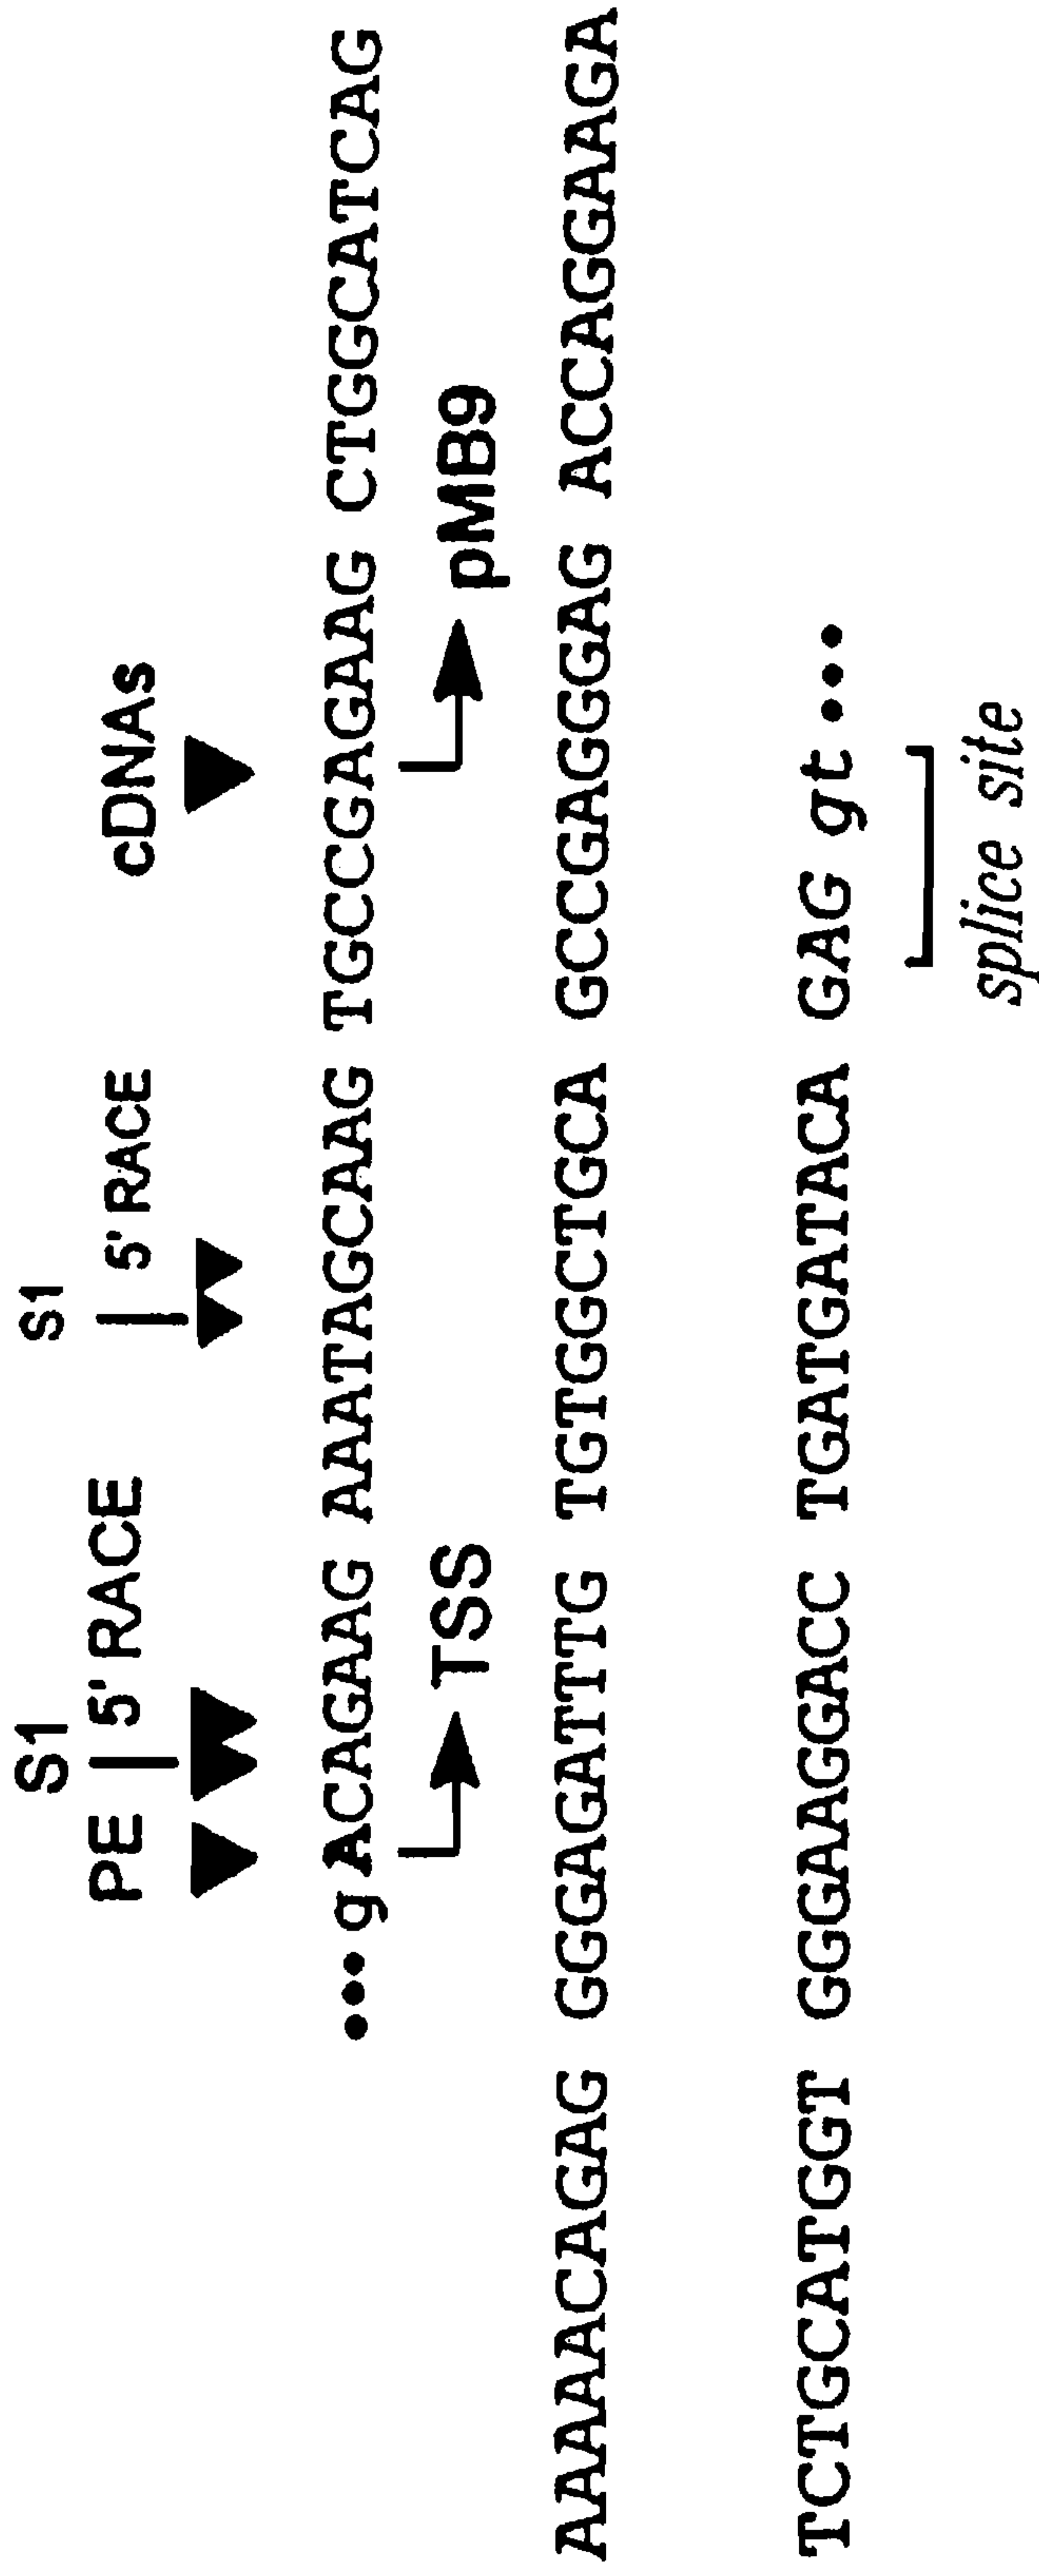 S1 S1
PE 5' RACE 5' RACE cDNAs
•••gACAGAAG AAATAGCAAG TGCCGAGAAG CTGGCATCAG
TSS pMB9
AAAAACAGAG GGGAGATTTG TGTGGCTGCA GCCGAGGGAG ACCAGGAAGA
TCTGCATGGT GGGAAGGACC TGATGATACA GAG gt •••
splice site